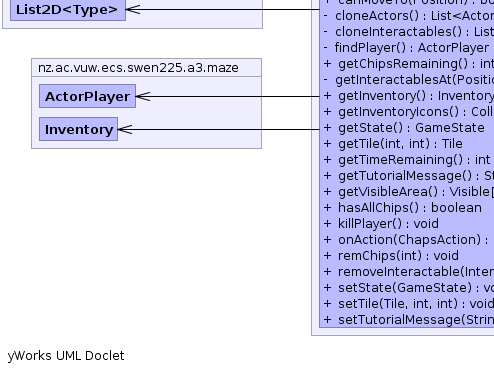 List2D<Type>
nz.ac.vuw.ecs.swen225.a3.maze
ActorPlayer
Inventory
+ canMoveTo(Position) : bo
- cloneActors() : List<Actor
- cloneInteractables() : List
- findPlayer() : ActorPlayer
+ getChipsRemaining() : int
- getInteractablesAt(Positio
+ getInventory() : Inventory
+ getInventoryIcons() : Coll
+ getState() : GameState
+ getTile(int, int) : Tile
+ getTimeRemaining() : int
+ getTutorialMessage() : St
+ getVisibleArea() : Visible[
+ hasAllChips() : boolean
+ killPlayer() : void
+ onAction(ChapsAction) :
+ remChips(int) : void
+ removeInteractable(Inter
+ setState(GameState) : vo
+ setTile(Tile, int, int) : void
+ setTutorialMessage(Strin
yWorks UML Doclet